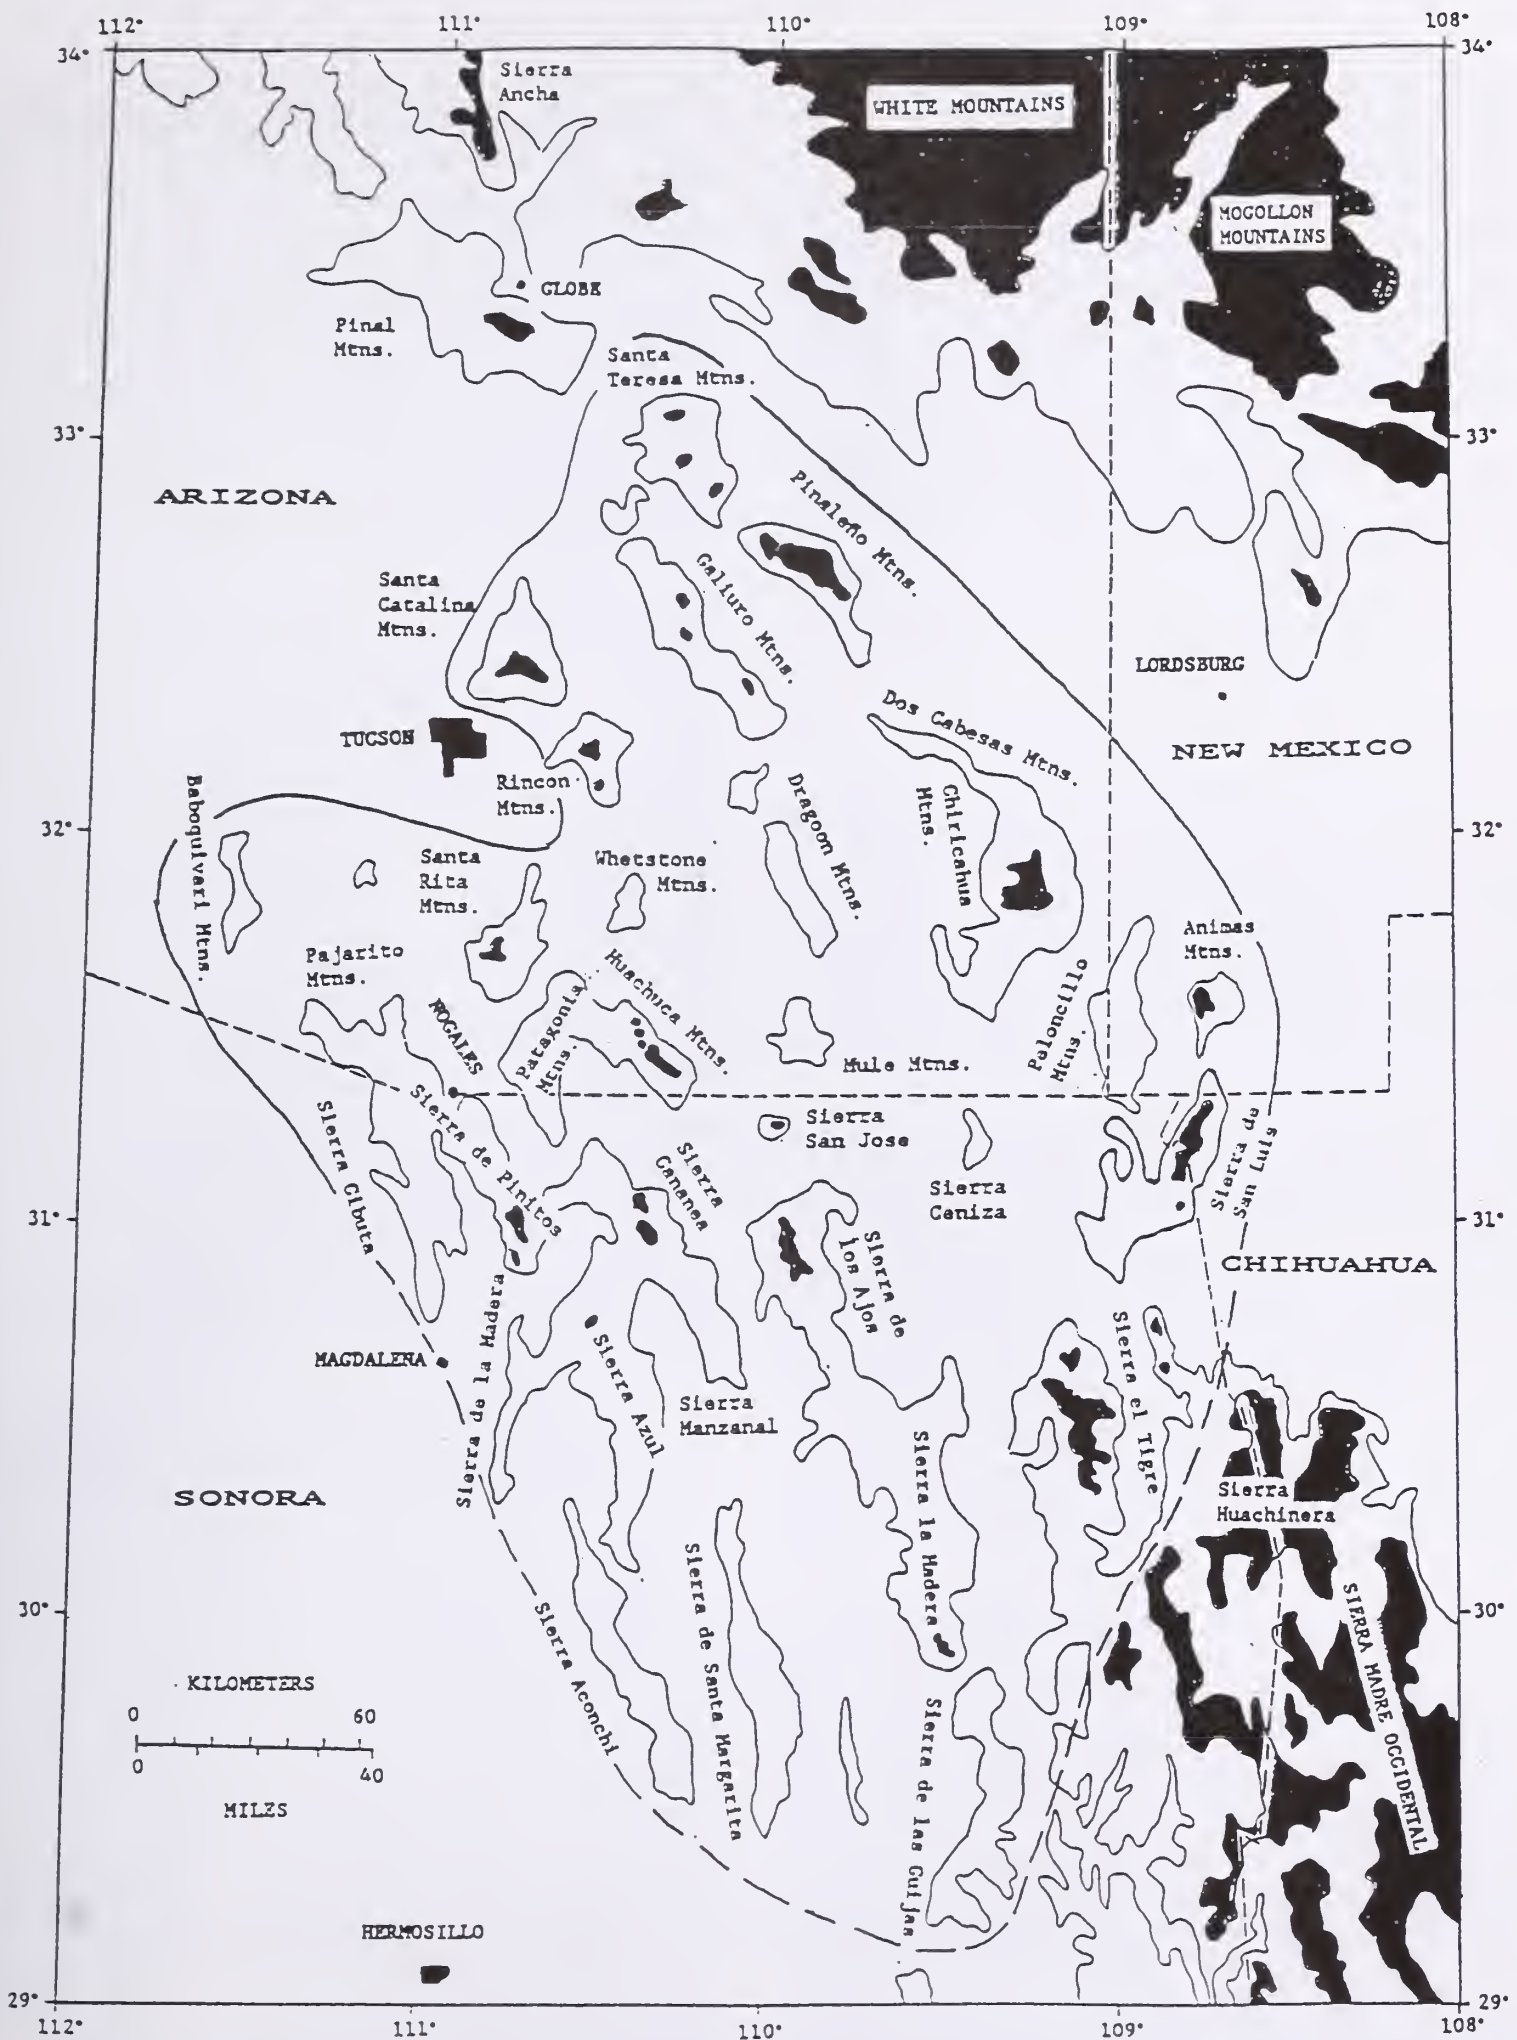 112°
111°
110°
109°
108°
34°
34°
Sierra
Ancha
WHITE MOUNTAINS
MOGOLLON
MOUNTAINS
GLOBE
Pinal
Mtns.
Santa
Teresa Mtns.
33°
33°
ARIZONA
Pinaleño Mtns.
Galiuro Mtns.
Santa
Catalina
Mtns.
LORDSBURG
Dos Cabesas Mtns.
TUCSON
NEW MEXICO
Rincon
Mtns.
Baboquivari Mtns.
Dragoon Mtns.
Chiricahua
Mtns.
32°
32°
Santa
Rita
Mtns.
Whetstone
Mtns.
Animas
Mtns.
Pajarito
Mtns.
Huachuca Mtns.
NOGALES
Patagonia
Mtns.
Peloncillo
Mtns.
Mule Mtns.
Sierra
San Jose
Sierra Cibuta
Sierra de Pinitos
Sierra
Cananea
Sierra
Ceniza
Sierra de
San Luis
31°
31°
Sierra de
los Ajos
CHIHUAHUA
MAGDALENA
Sierra de la Madera
Sierra Azul
Sierra
Manzanal
Sierra el Tigre
Sierra la Madera
SONORA
Sierra
Huachinera
30°
30°
Sierra Aconchi
Sierra de Santa Margarita
Sierra de las Guijas
SIERRA MADRE OCCIDENTAL
KILOMETERS
0 60
0 40
MILES
HERMOSILLO
29°
29°
112°
111°
110°
109°
108°